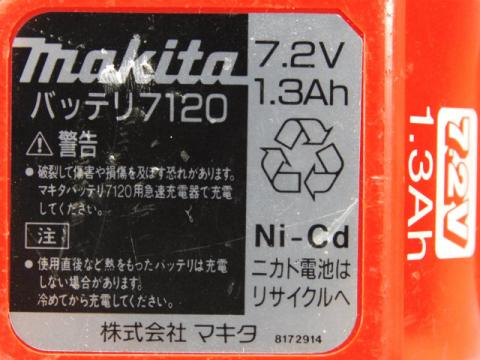 makita
7.2V
1.3Ah
バッテリ7120
⚠警告
●破裂して傷害や損傷を及ぼす恐れがあります。
マキタバッテリ7120用急速充電器で充電
してください。
注
●使用直後など熱をもったバッテリは充電
しない場合があります。
冷めてから充電してください。
Ni-Cd
ニカド電池は
リサイクルへ
株式会社 マキタ
8172914
7.2V
1.3Ah